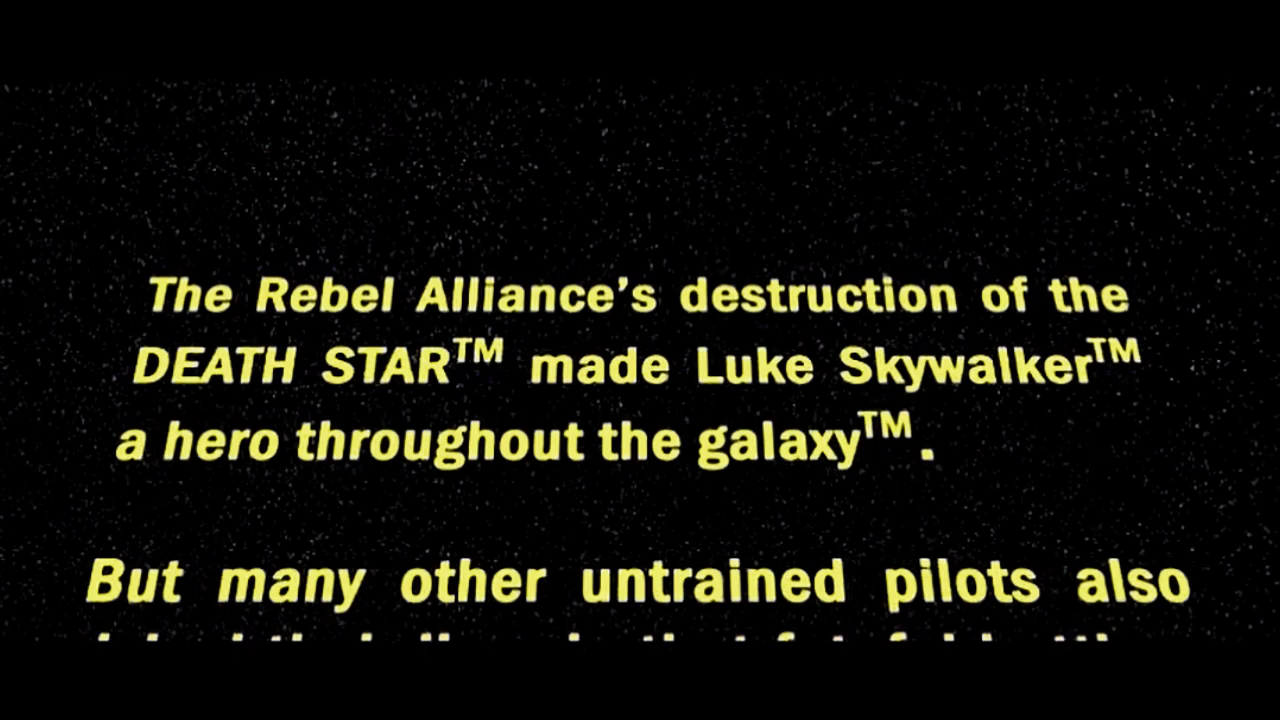 The Rebel Alliance’s destruction of the
DEATH STAR™ made Luke Skywalker™
a hero throughout the galaxy™.
But many other untrained pilots also